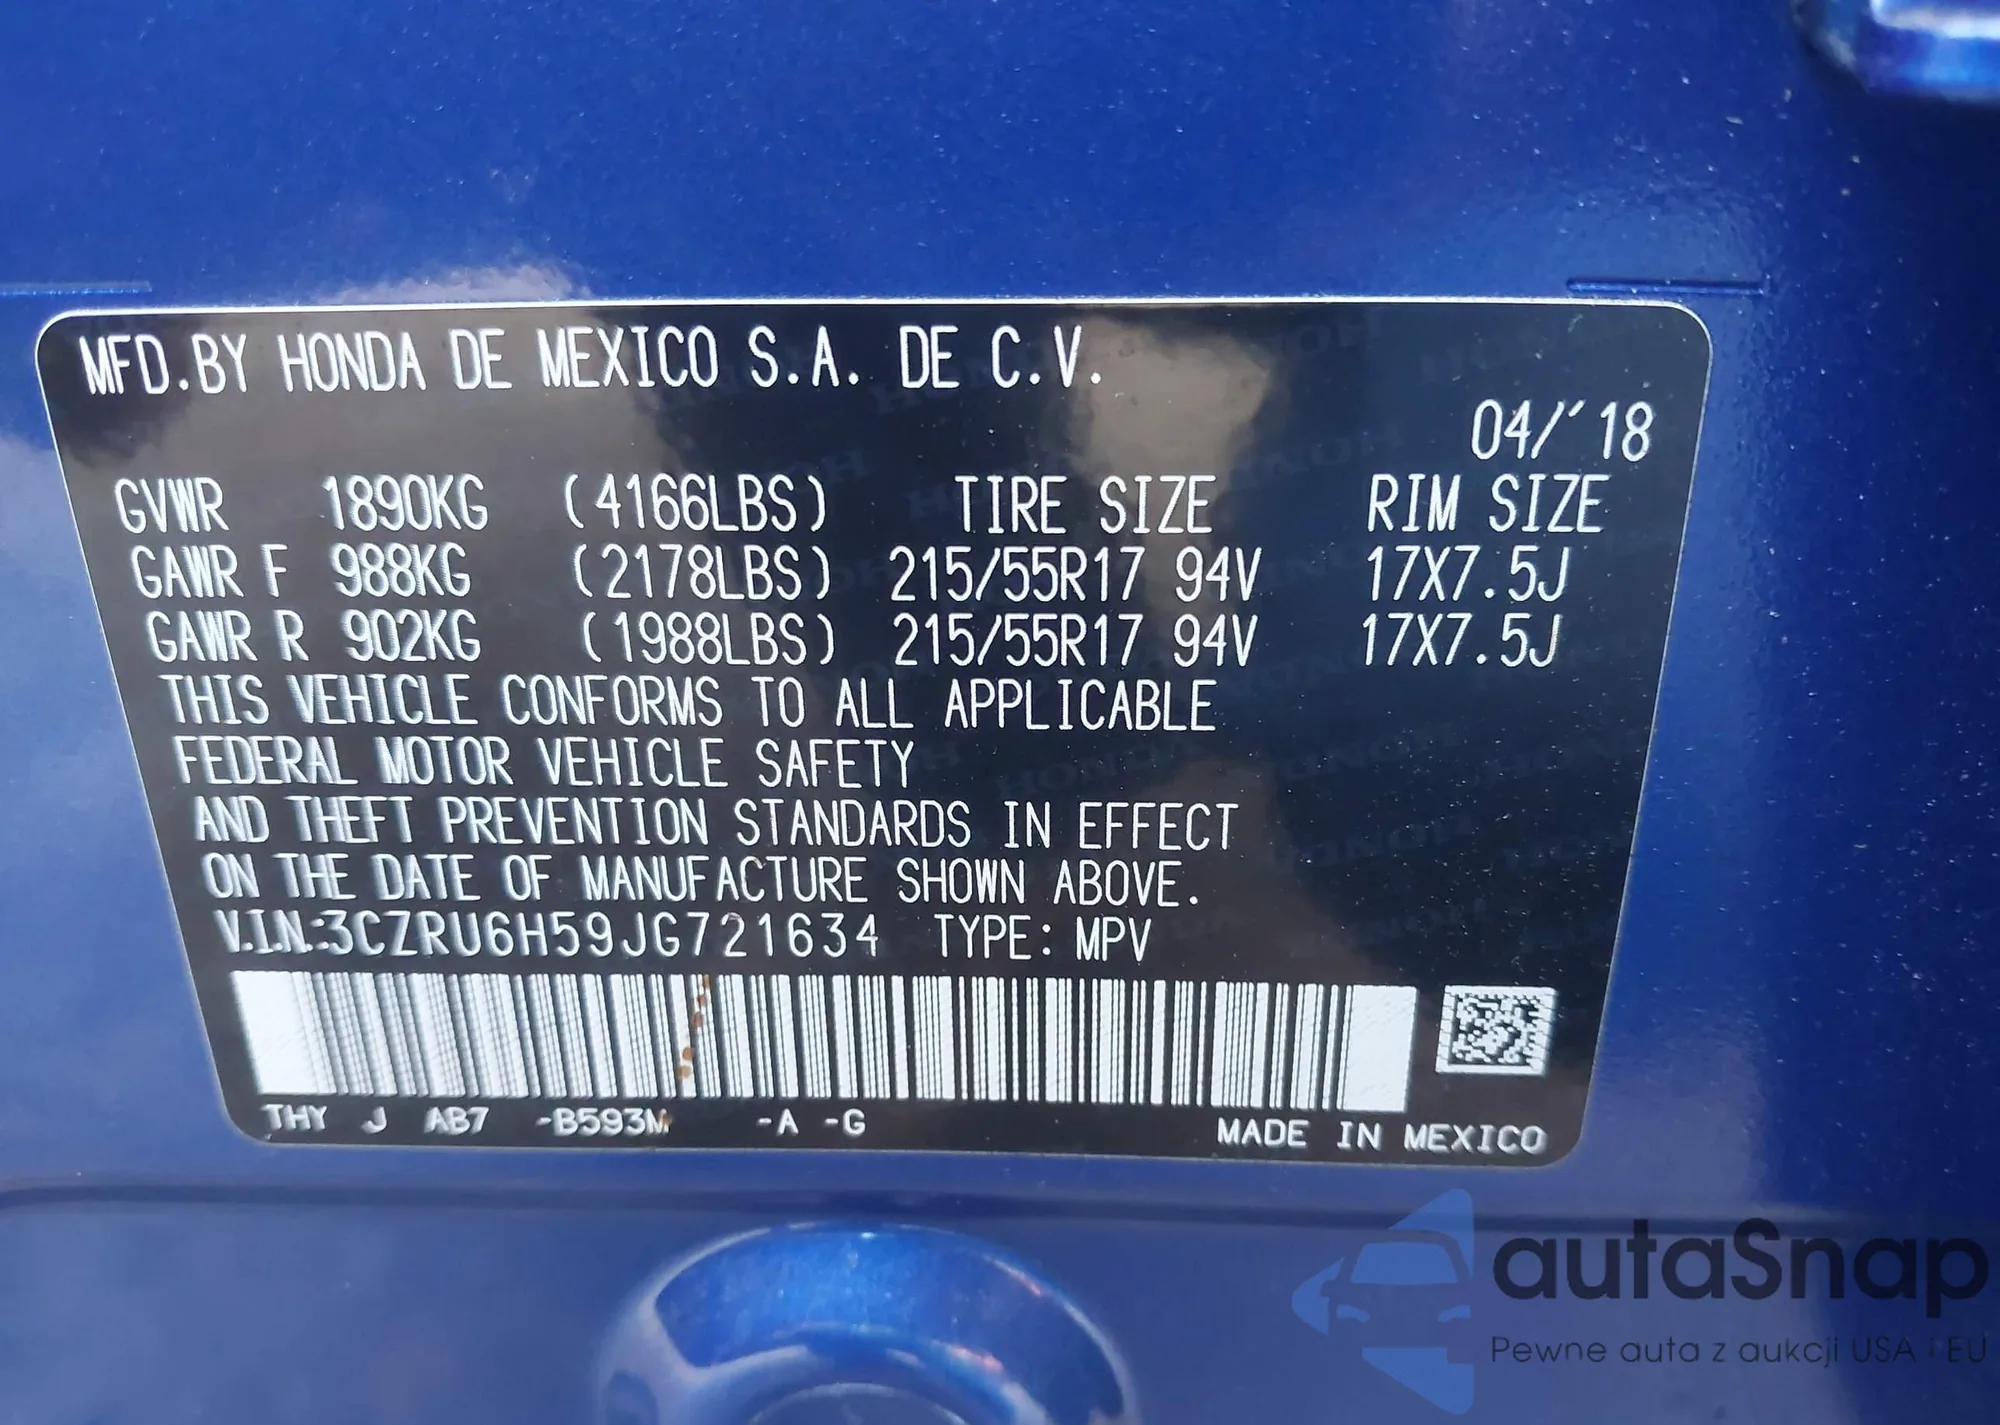 MFD.BY HONDA DE MEXICO S.A. DE C.V.
04/'18
GVWR 1890KG (4166LBS) TIRE SIZE RIM SIZE
GAWR F 988KG (2178LBS) 215/55R17 94V 17X7.5J
GAWR R 902KG (1988LBS) 215/55R17 94V 17X7.5J
THIS VEHICLE CONFORMS TO ALL APPLICABLE
FEDERAL MOTOR VEHICLE SAFETY
AND THEFT PREVENTION STANDARDS IN EFFECT
ON THE DATE OF MANUFACTURE SHOWN ABOVE.
V.I.N.:3CZRU6H59JG721634 TYPE: MPV
THY J AB7 -B593M -A -G MADE IN MEXICO
autaSnap
Pewne auta z aukcji USA i EU